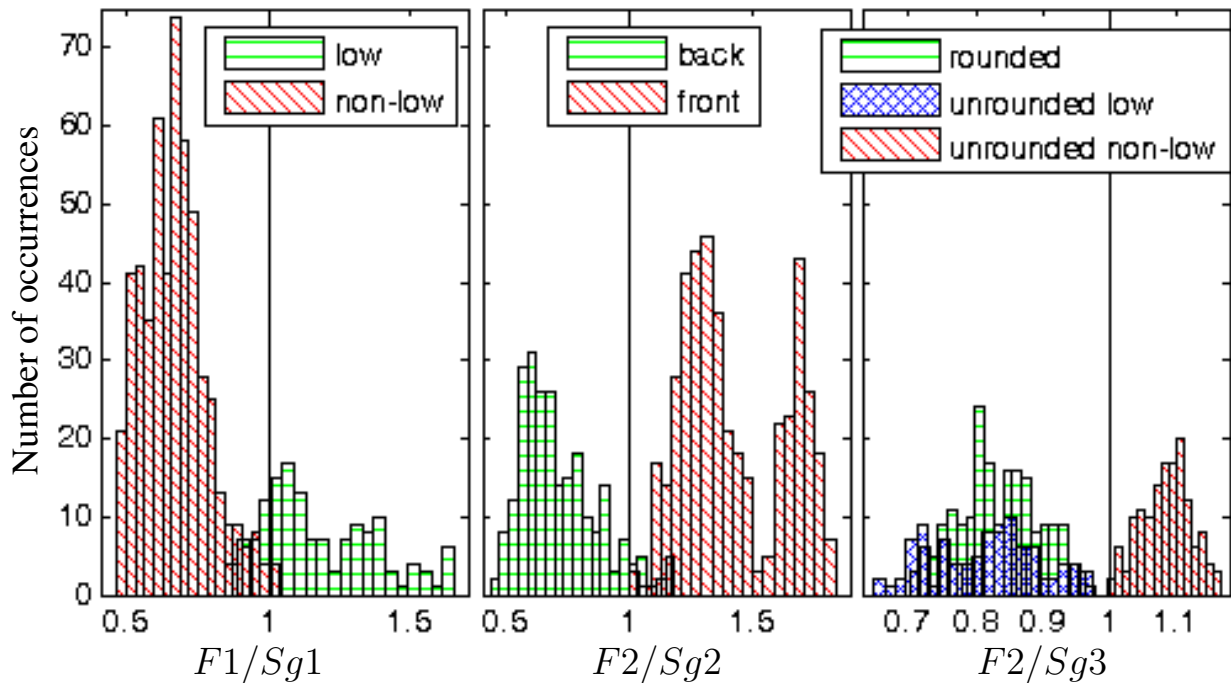 Number of occurrences
70
60
50
40
30
20
10
0
low
non-low
0.5 1 1.5
F1/Sg1
back
front
0.5 1 1.5
F2/Sg2
rounded
unrounded low
unrounded non-low
0.7 0.8 0.9 1 1.1
F2/Sg3